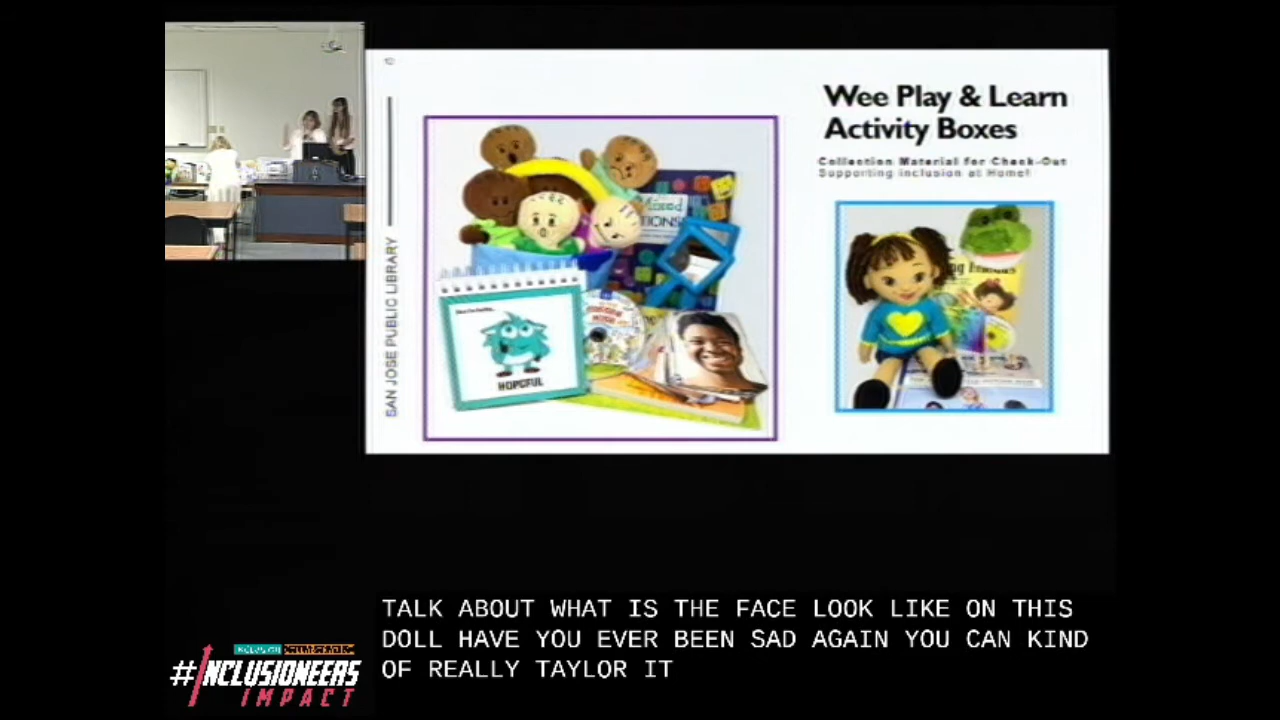 10
Wee Play & Learn
Activity Boxes
Collection Material for Check-Out
Supporting Inclusion at Home!
SAN JOSE PUBLIC LIBRARY
Mixed
HOPEFUL
TALK ABOUT WHAT IS THE FACE LOOK LIKE ON THIS
DOLL HAVE YOU EVER BEEN SAD AGAIN YOU CAN KIND
OF REALLY TAYLOR IT
#INCLUSIONEERS
IMPACT